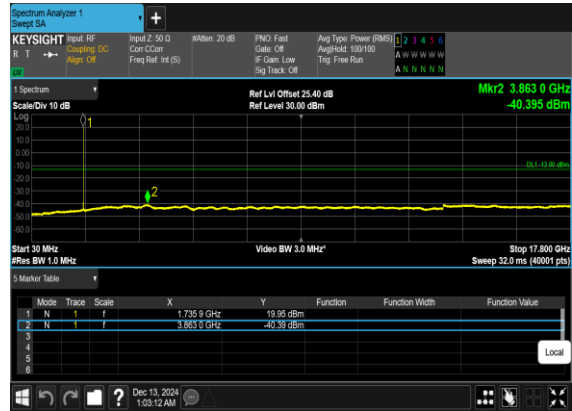 Spectrum Analyzer 1
Swept SA
+
KEYSIGHT Input: RF Input Z: 50 Ω #Atten: 20 dB PNO: Fast Avg Type: Power (RMS) 1 2 3 4 5 6
R T Coupling: DC Corr CCorr Gate: Off Avg|Hold: 100/100 A W W W W W
Align: Off Freq Ref: Int (S) IF Gain: Low Trig: Free Run
Sig Track: Off A N N N N N
1 Spectrum Ref Lvl Offset 25.40 dB Mkr2 3.863 0 GHz
Scale/Div 10 dB Ref Level 30.00 dBm -40.395 dBm
Log
20.0
10.0
0.00
-10.0
-20.0
-30.0
-40.0
-50.0
-60.0
1
2
DL1 -13.00 dBm
Start 30 MHz Video BW 3.0 MHz* Stop 17.800 GHz
#Res BW 1.0 MHz Sweep 32.0 ms (40001 pts)
5 Marker Table
Mode Trace Scale X Y Function Function Width Function Value
1 N 1 f 1.735 9 GHz 19.95 dBm
2 N 1 f 3.863 0 GHz -40.39 dBm
3
4
5
6
Local
? Dec 13, 2024
1:03:12 AM